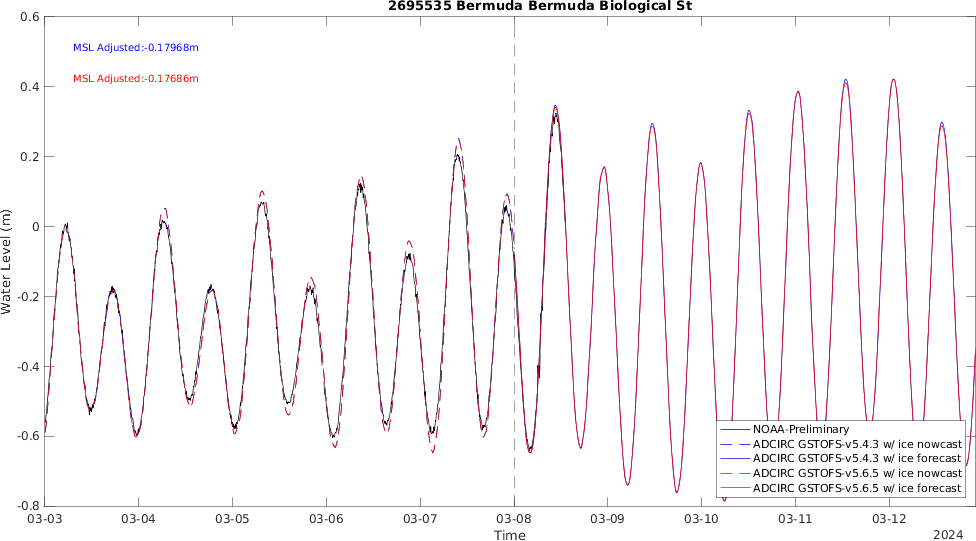 2695535 Bermuda Bermuda Biological St
0.6
MSL Adjusted:-0.17968m
MSL Adjusted:-0.17686m
0.4
0.2
0
-0.2
-0.4
-0.6
-0.8
Water Level (m)
NOAA-Preliminary
ADCIRC GSTOFS-v5.4.3 w/ ice nowcast
ADCIRC GSTOFS-v5.4.3 w/ ice forecast
ADCIRC GSTOFS-v5.6.5 w/ ice nowcast
ADCIRC GSTOFS-v5.6.5 w/ ice forecast
03-03 03-04 03-05 03-06 03-07 03-08 03-09 03-10 03-11 03-12
Time
2024